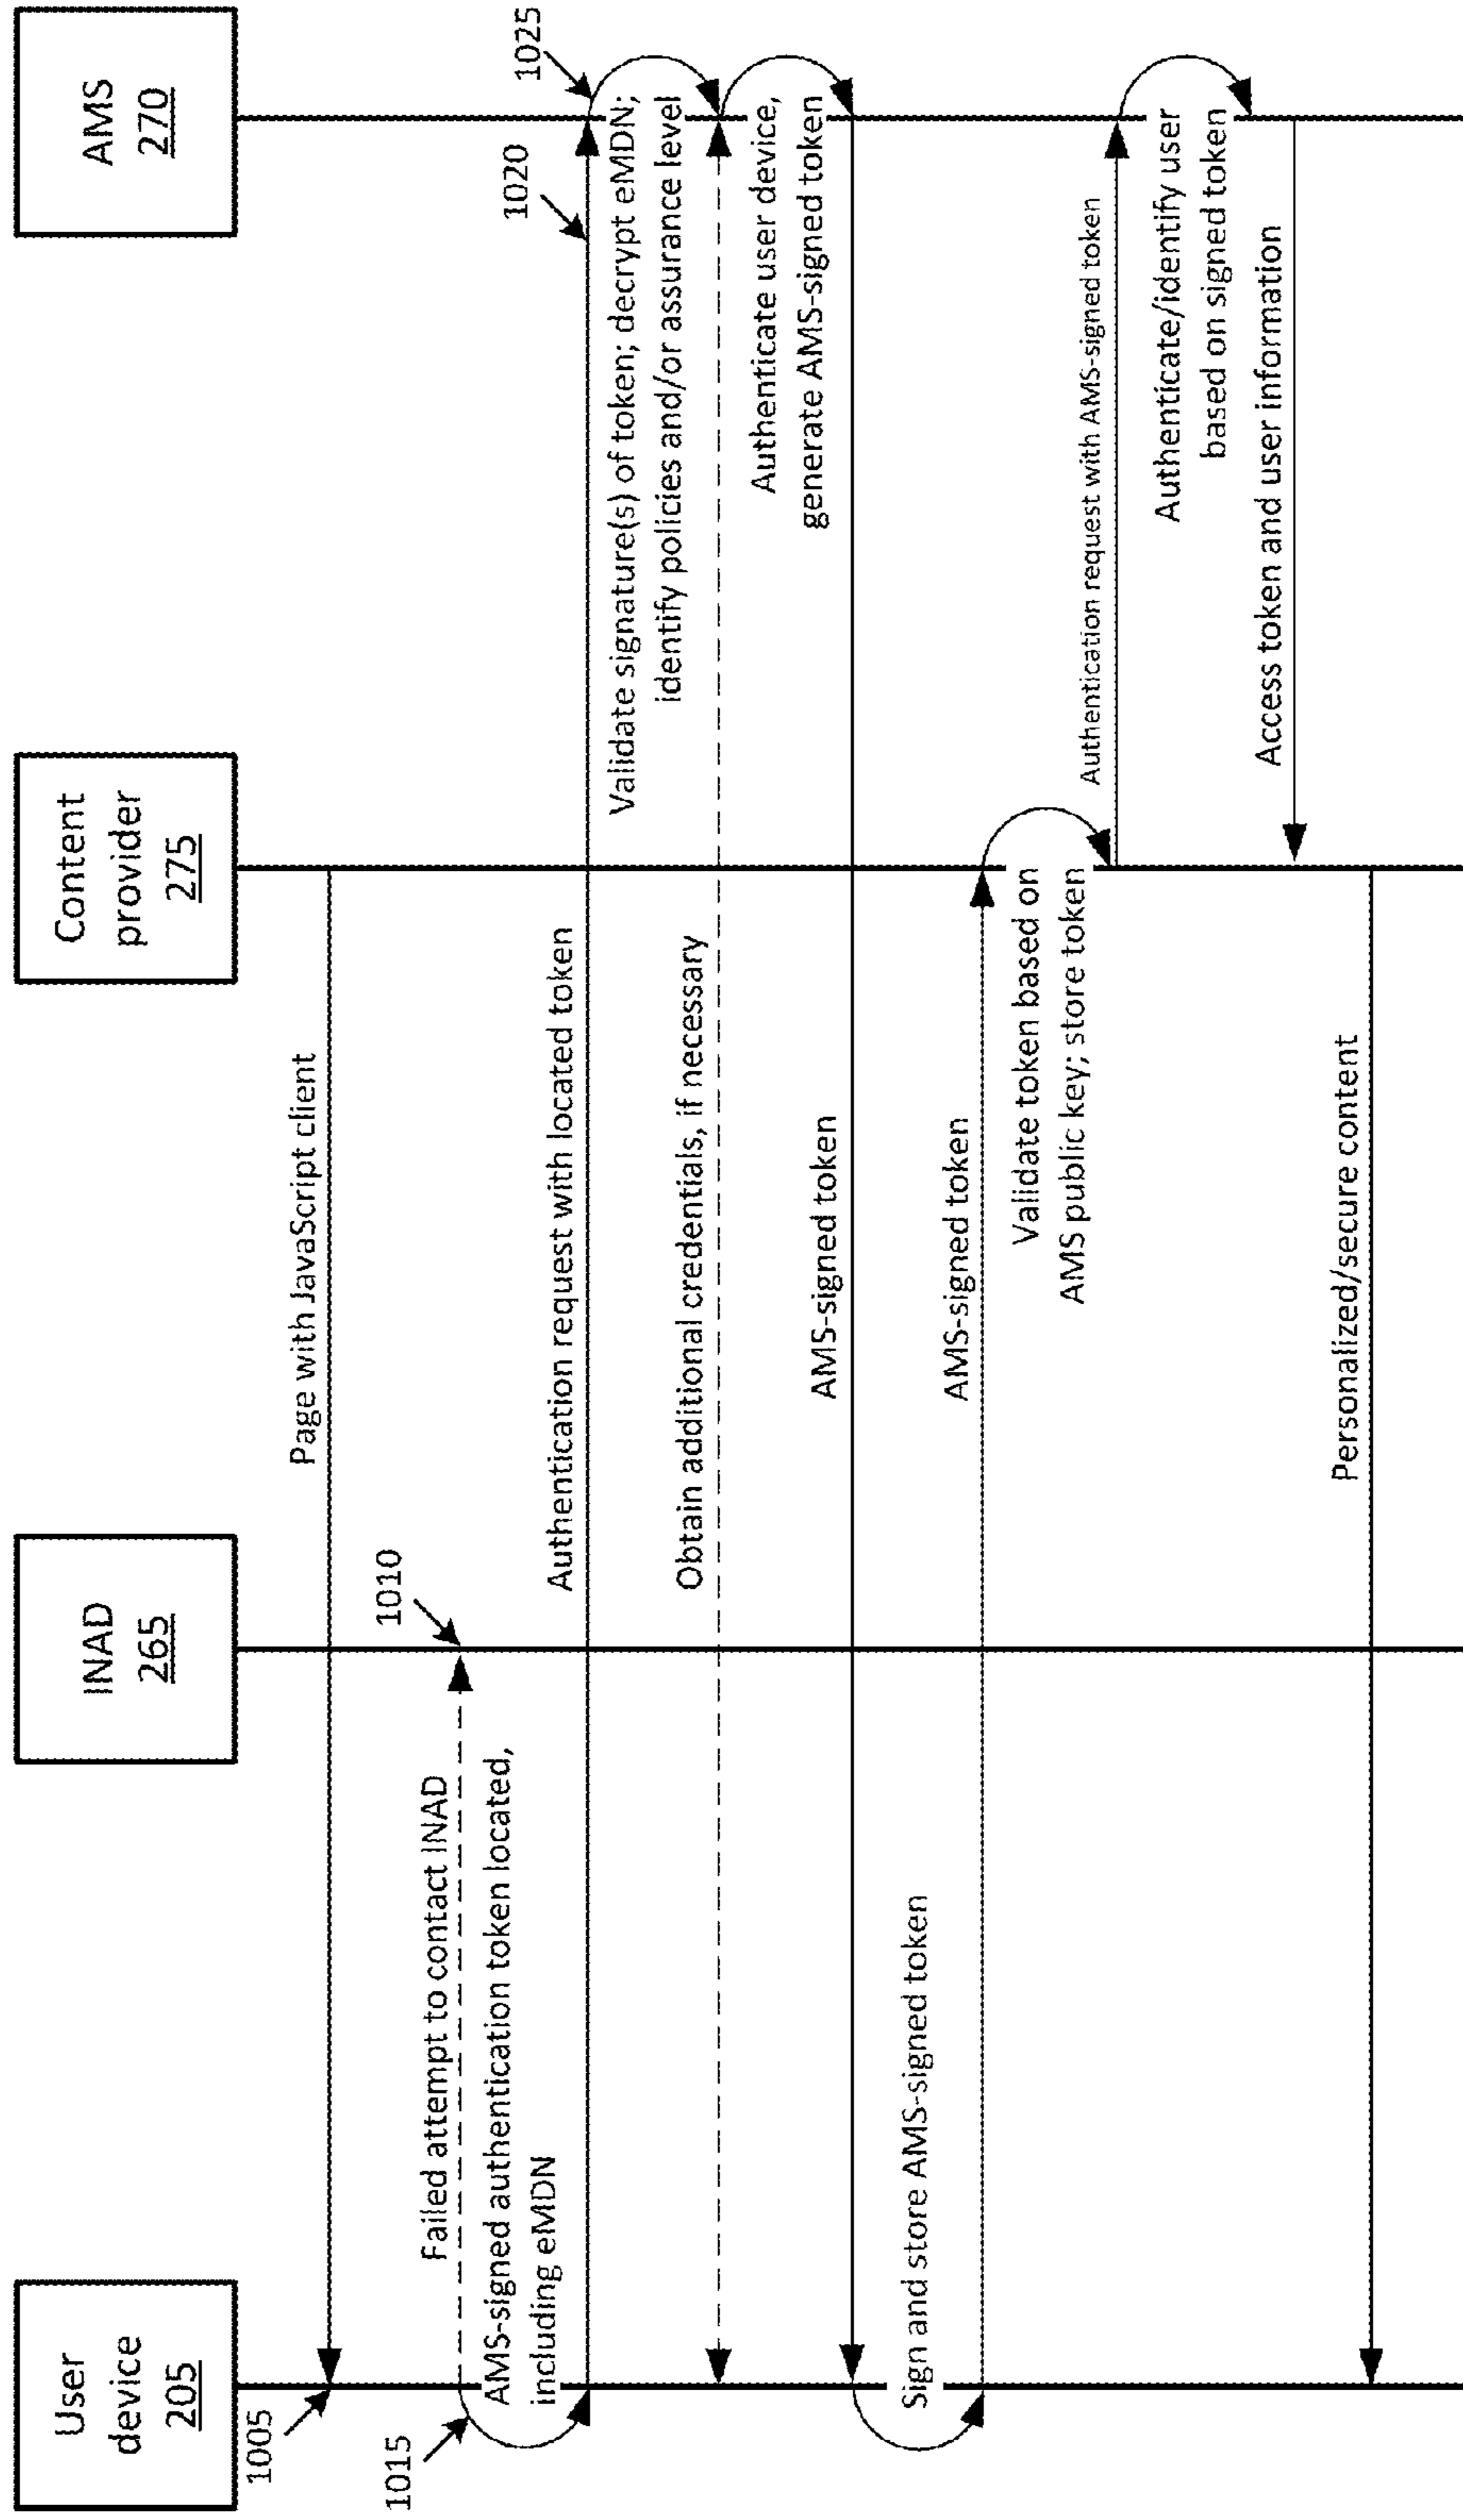 User
device
205
INAD
265
Content
provider
275
AMS
270
1005
Page with JavaScript client
Failed attempt to contact INAD
1010
1015
AMS-signed authentication token located,
including eMDN
Authentication request with located token
1020
1025
Validate signature(s) of token; decrypt eMDN;
identify policies and/or assurance level
Obtain additional credentials, if necessary
Authenticate user device,
generate AMS-signed token
AMS-signed token
Sign and store AMS-signed token
AMS-signed token
Validate token based on
AMS public key; store token
Authentication request with AMS-signed token
Authenticate/identify user
based on signed token
Access token and user information
Personalized/secure content